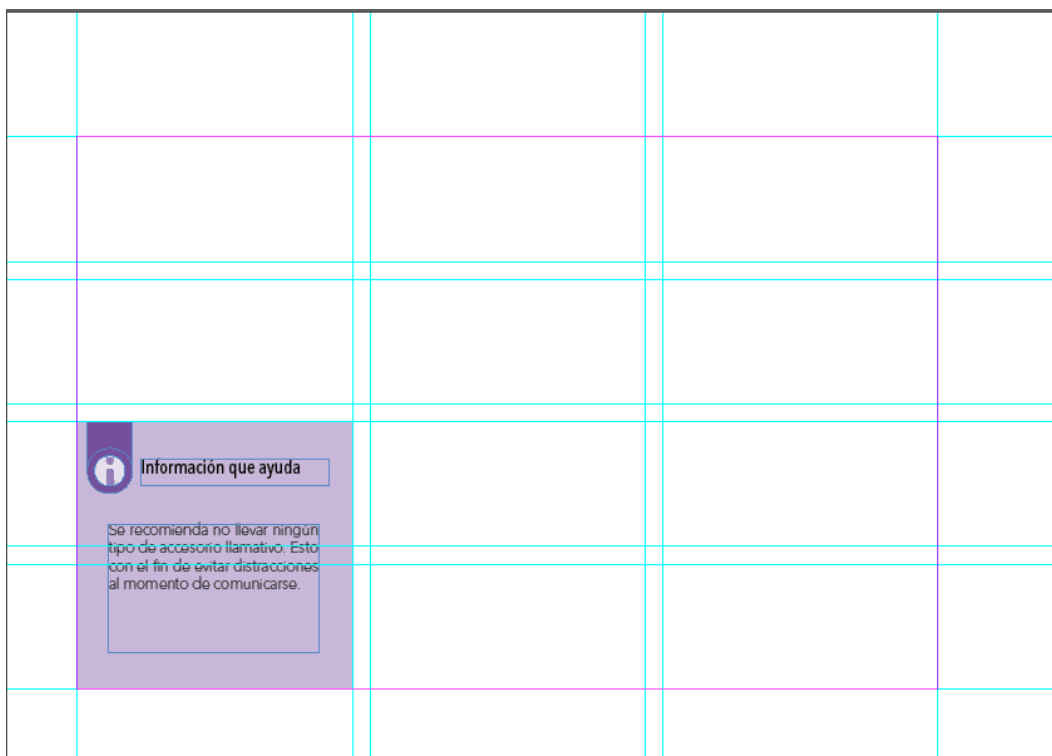 Información que ayuda
Se recomienda no llevar ningún
tipo de accesorio llamativo. Esto
con el fin de evitar distracciones
al momento de comunicarse.